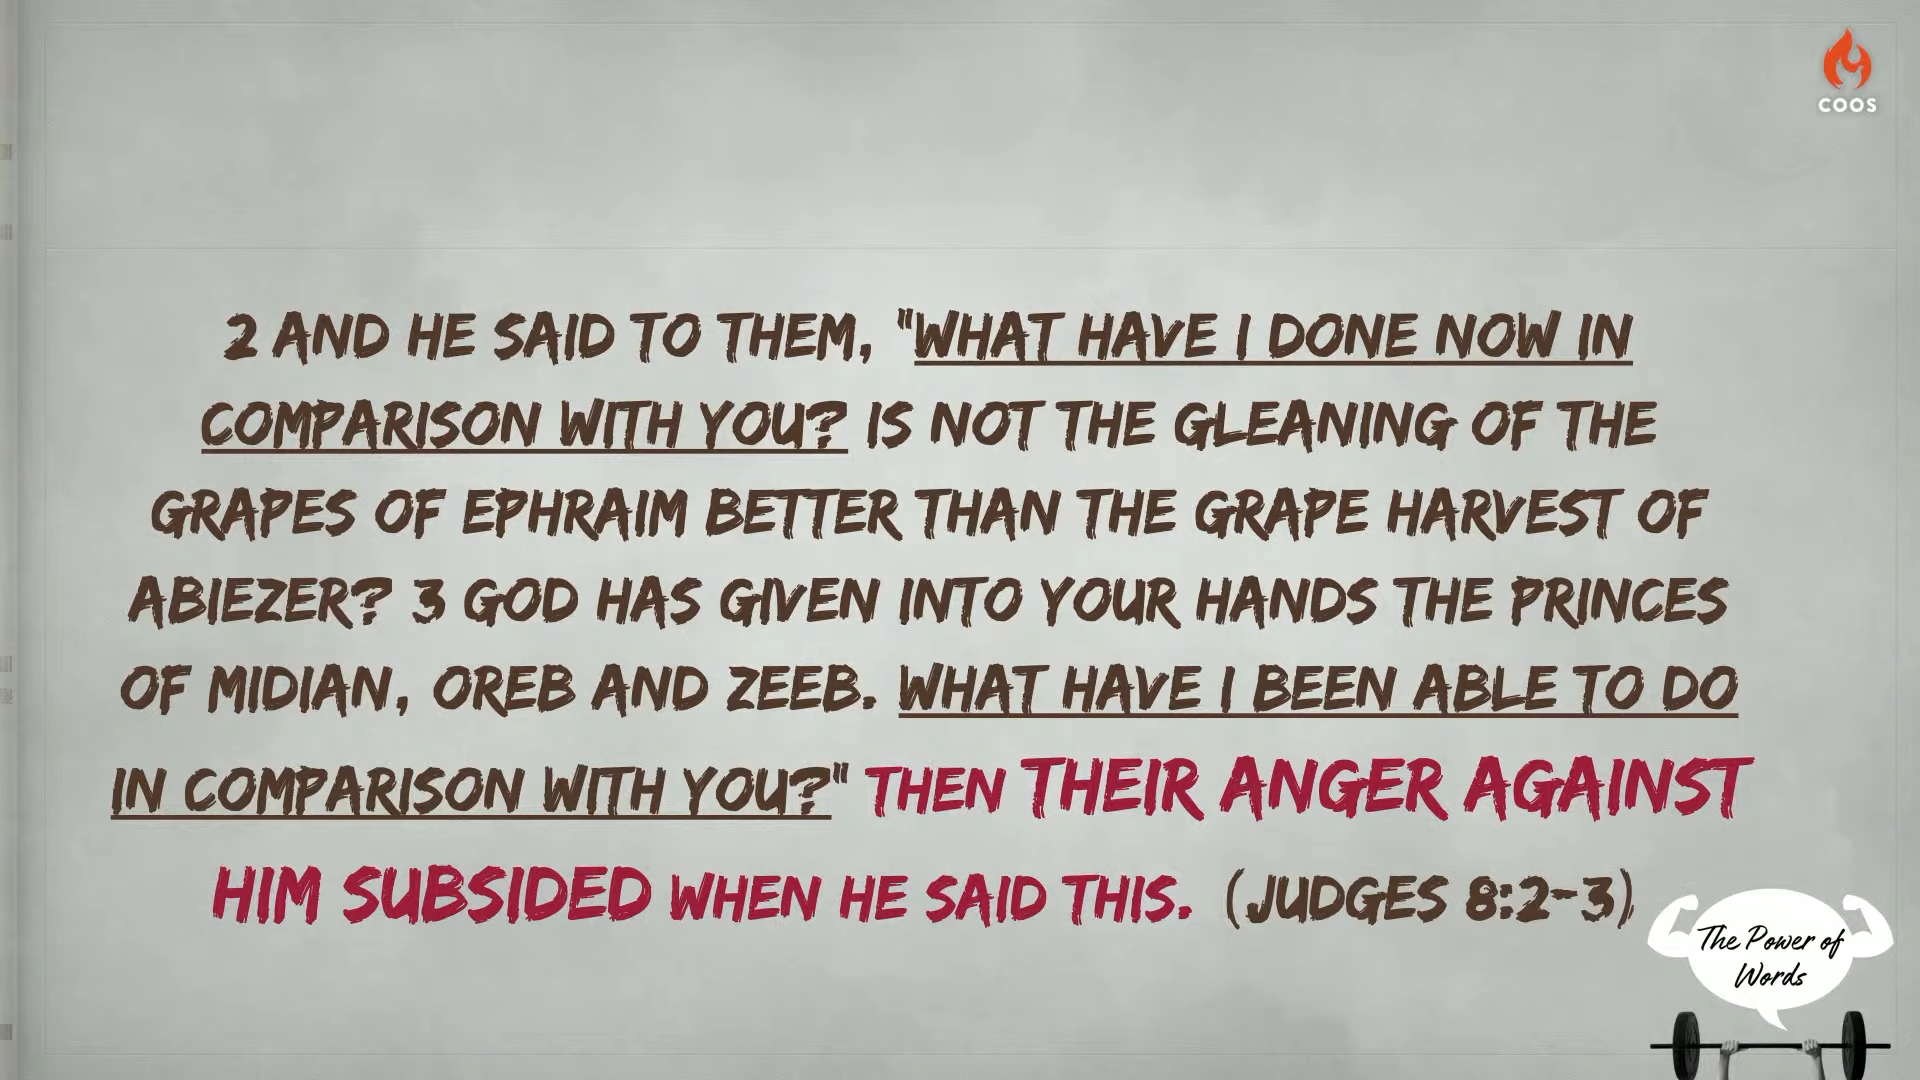 COOS
2 AND HE SAID TO THEM, "WHAT HAVE I DONE NOW IN
COMPARISON WITH YOU? IS NOT THE GLEANING OF THE
GRAPES OF EPHRAIM BETTER THAN THE GRAPE HARVEST OF
ABIEZER? 3 GOD HAS GIVEN INTO YOUR HANDS THE PRINCES
OF MIDIAN, OREB AND ZEEB. WHAT HAVE I BEEN ABLE TO DO
IN COMPARISON WITH YOU?" THEN THEIR ANGER AGAINST
HIM SUBSIDED WHEN HE SAID THIS. (JUDGES 8:2-3)
The Power of
Words